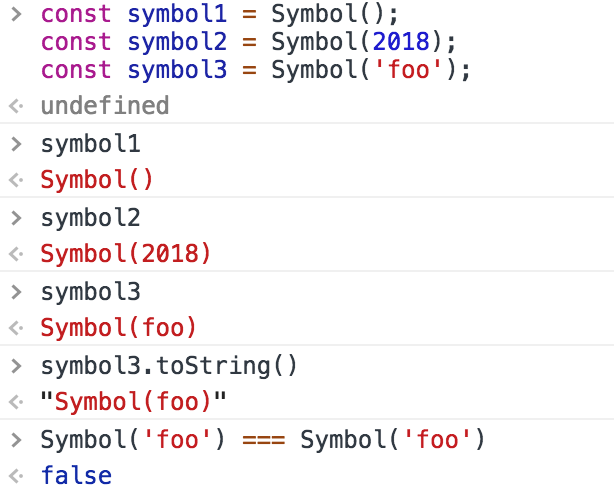 > const symbol1 = Symbol();
const symbol2 = Symbol(2018);
const symbol3 = Symbol('foo');
undefined
> symbol1
Symbol()
> symbol2
Symbol(2018)
> symbol3
Symbol(foo)
> symbol3.toString()
"Symbol(foo)"
> Symbol('foo') === Symbol('foo')
false